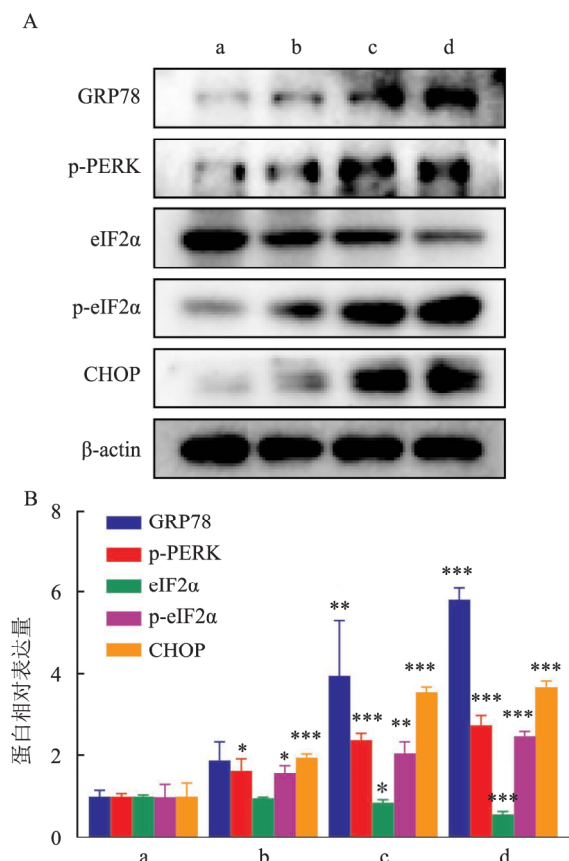 A
a b c d
GRP78
p-PERK
eIF2α
p-eIF2α
CHOP
β-actin
B
8
6
4
2
0
蛋白相对表达量
GRP78
p-PERK
eIF2α
p-eIF2α
CHOP
* * ***
** *** * ** ***
*** *** *** *** ***
a b c d